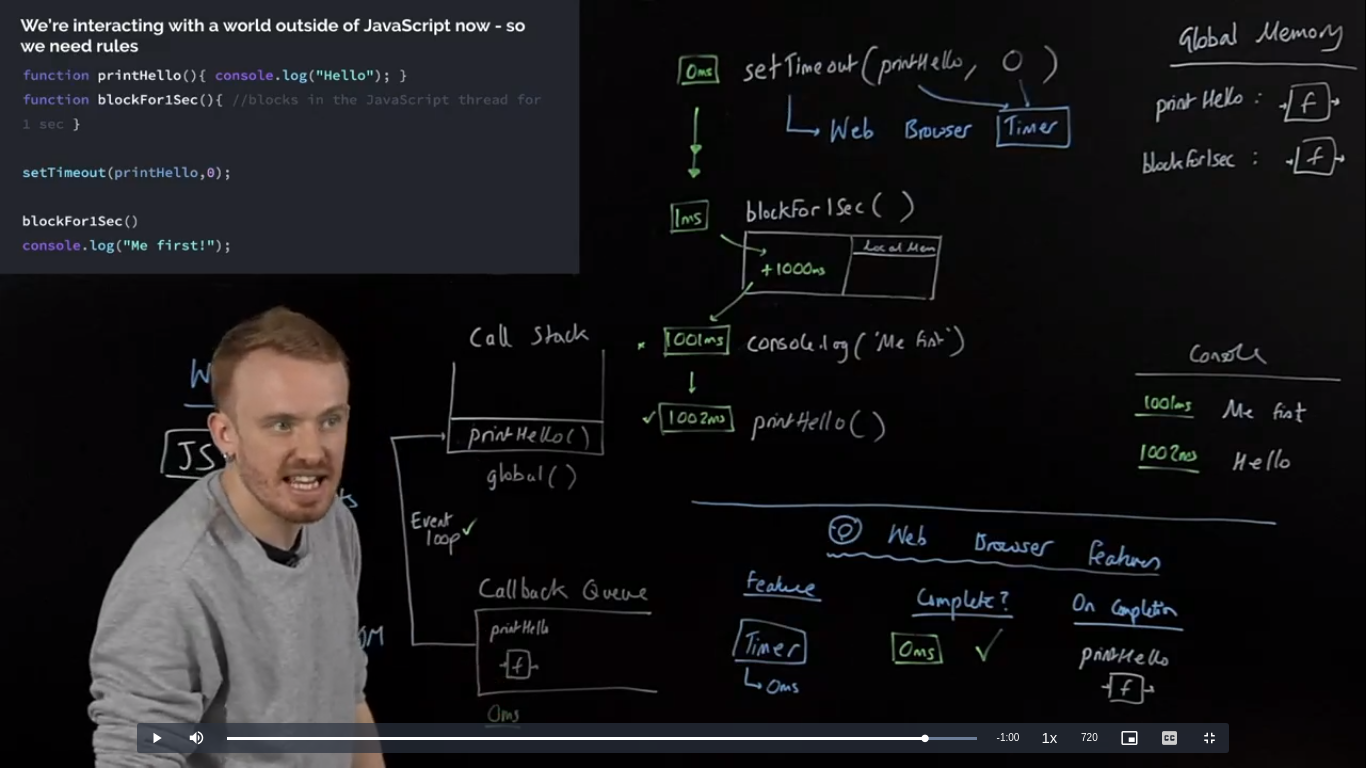 We're interacting with a world outside of JavaScript now - so
we need rules
function printHello(){ console.log("Hello"); }
function blockFor1Sec(){ //blocks in the JavaScript thread for
1 sec }
setTimeout(printHello,0);
blockFor1Sec()
console.log("Me first!");
0ms setTimeout(printHello, 0)
Web Browser Timer
1ms blockFor1Sec( )
Local Mem
+1000ms
1001ms console.log('Me first')
1002ms printHello( )
Global Memory
printHello : f
blockFor1sec : f
Console
1001ms Me first
1002ms Hello
W
JS
Call Stack
printHello( )
global( )
Event
loop
Callback Queue
printHello
f
0ms
Web Browser Features
Feature Complete? On Completion
Timer 0ms ✓ printHello
0ms f
-1:00 1x 720 CC